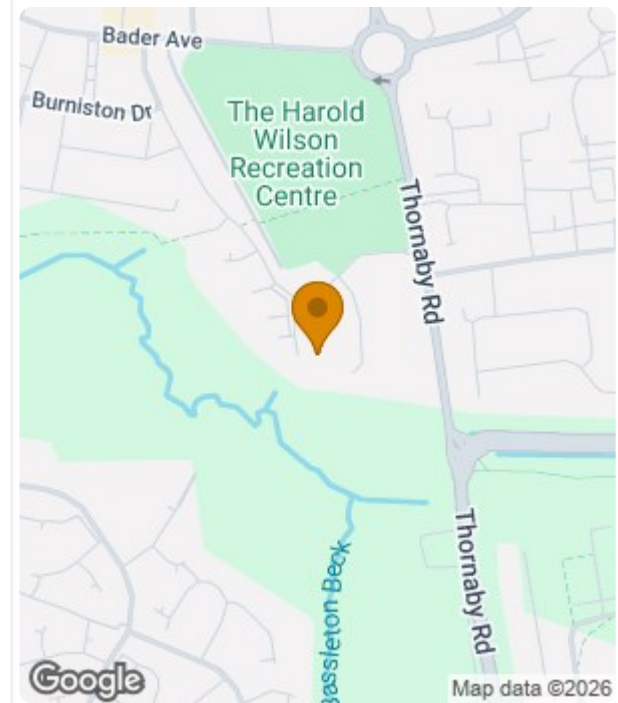 Bader Ave
Burniston Dr
The Harold
Wilson
Recreation
Centre
Thornaby Rd
Thornaby Rd
Bassleton Beck
Google
Map data ©2026